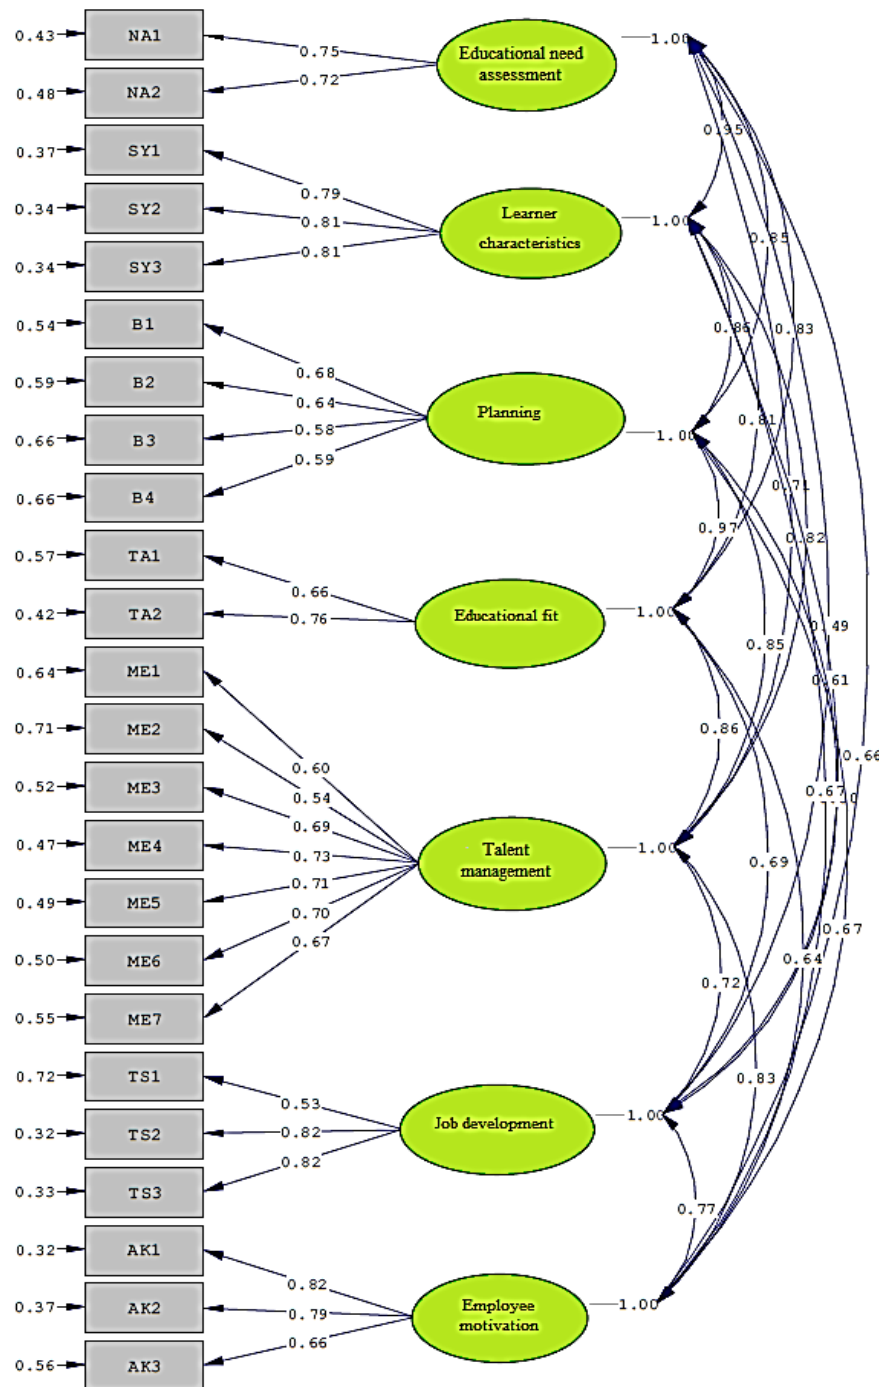 0.43 NA1
0.75
Educational need
assessment
1.00
0.72
0.48 NA2
0.95
0.37 SY1
0.79
0.34 SY2
0.81
Learner
characteristics
1.00
0.81
0.34 SY3
0.85
0.86
0.83
0.54 B1
0.68
0.59 B2
0.64
Planning
1.00
0.58
0.66 B3
0.59
0.66 B4
0.81
0.71
0.97
0.82
0.57 TA1
0.66
0.42 TA2
0.76
Educational fit
1.00
0.49
0.85
0.61
0.64 ME1
0.86
0.66
0.71 ME2
0.60
0.52 ME3
0.54
0.67
0.69
0.47 ME4
0.73
Talent
management
1.00
0.69
0.49 ME5
0.71
0.70
0.67
0.50 ME6
0.67
0.64
0.72
0.55 ME7
0.72 TS1
0.83
0.53
0.32 TS2
0.82
Job development
1.00
0.82
0.33 TS3
0.77
0.32 AK1
0.82
0.37 AK2
0.79
Employee
motivation
1.00
0.66
0.56 AK3